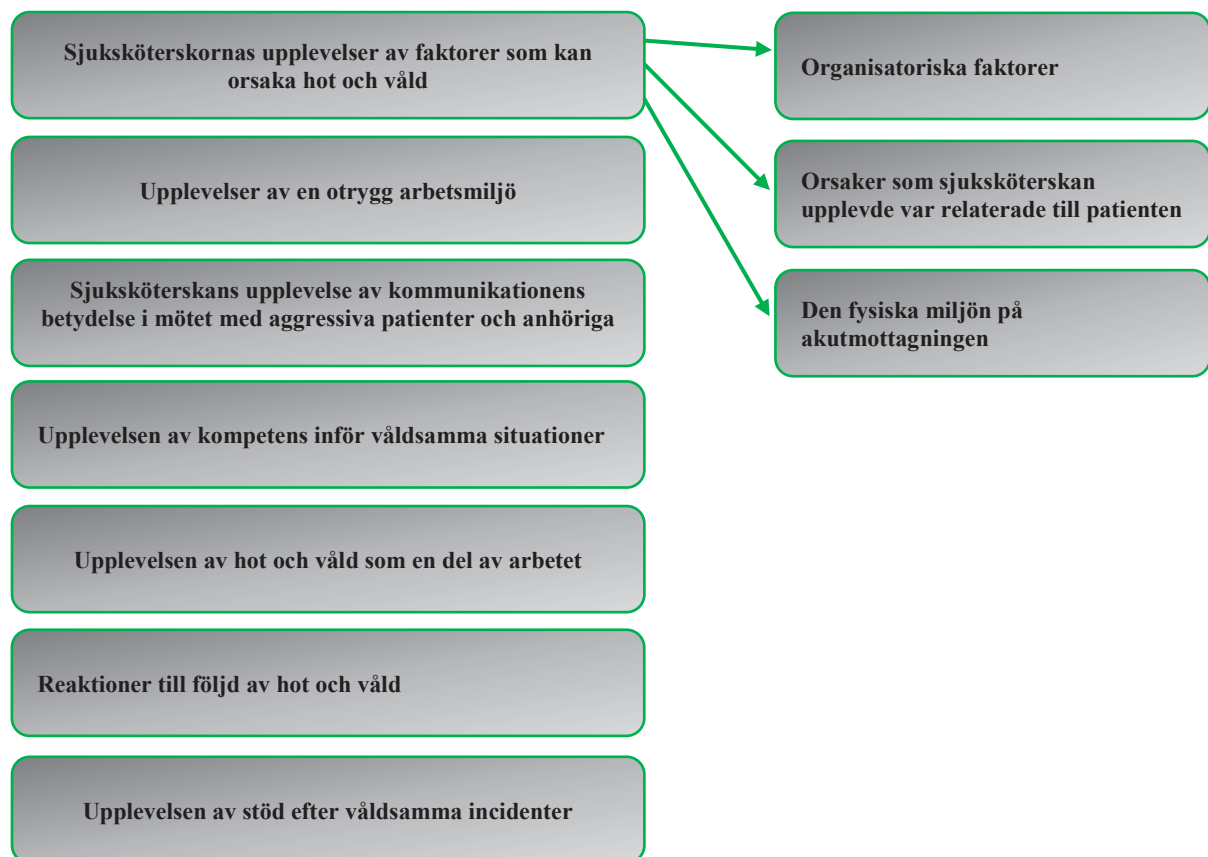 Sjuksköterskornas upplevelser av faktorer som kan
orsaka hot och våld
Upplevelser av en otrygg arbetsmiljö
Sjuksköterskans upplevelse av kommunikationens
betydelse i mötet med aggressiva patienter och anhöriga
Upplevelsen av kompetens inför våldsamma situationer
Upplevelsen av hot och våld som en del av arbetet
Reaktioner till följd av hot och våld
Upplevelsen av stöd efter våldsamma incidenter
Organisatoriska faktorer
Orsaker som sjuksköterskan
upplevde var relaterade till patienten
Den fysiska miljön på
akutmottagningen